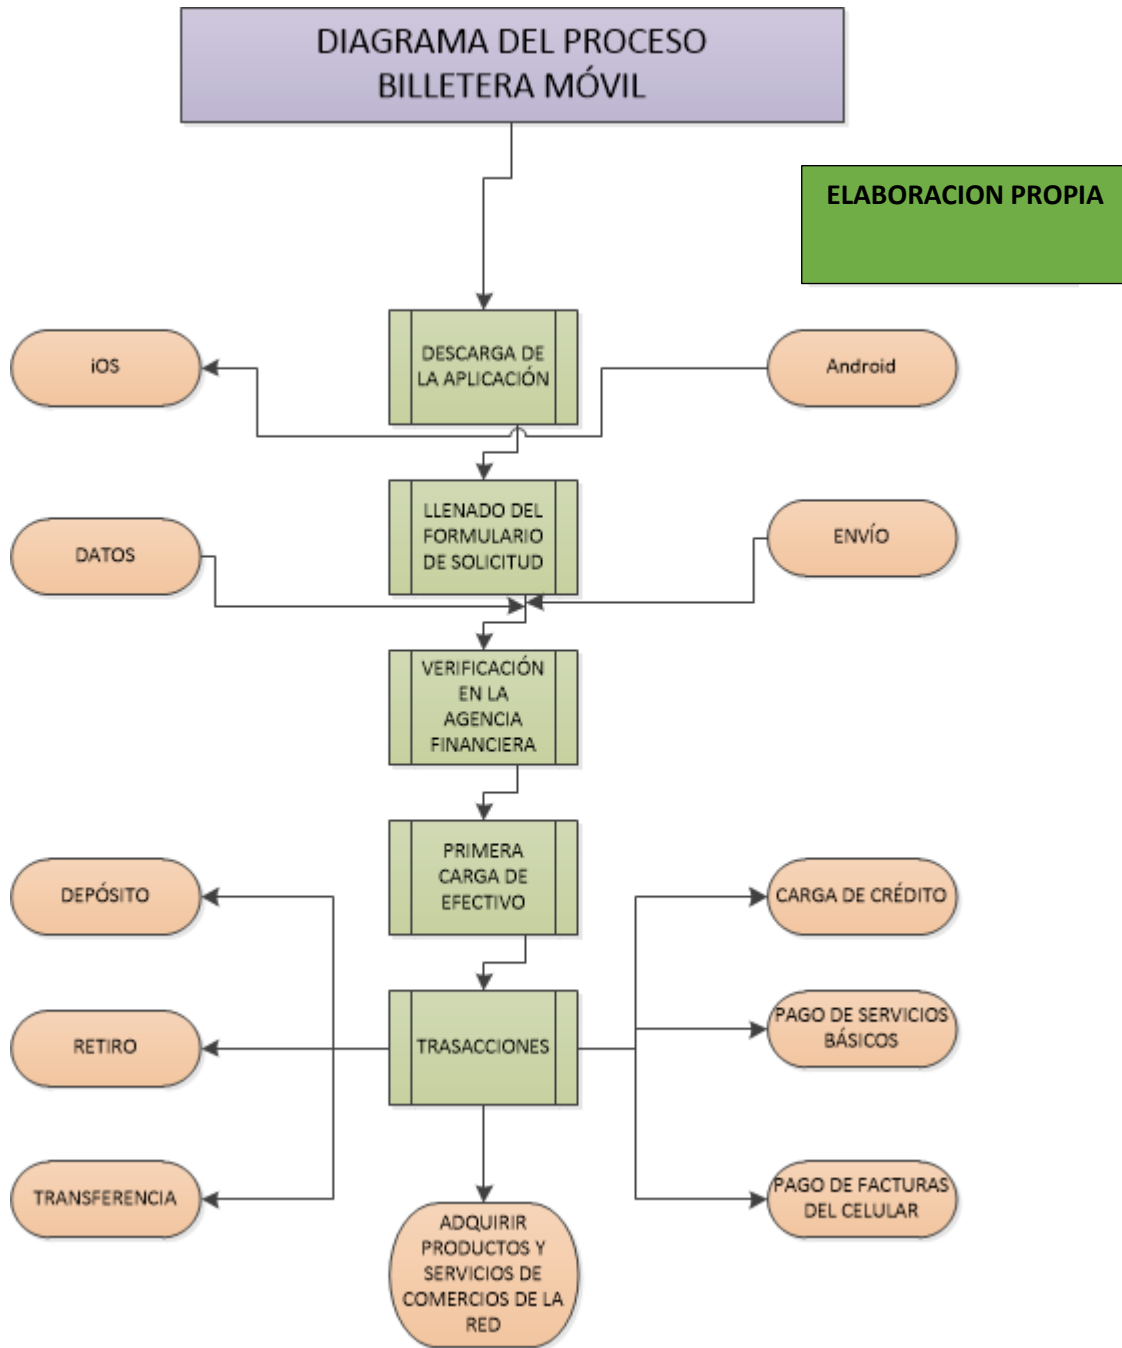 DIAGRAMA DEL PROCESO
BILLETERA MÓVIL
ELABORACION PROPIA
iOS
DESCARGA DE
LA APLICACIÓN
Android
DATOS
LLENADO DEL
FORMULARIO
DE SOLICITUD
ENVÍO
VERIFICACIÓN
EN LA
AGENCIA
FINANCIERA
DEPÓSITO
PRIMERA
CARGA DE
EFECTIVO
CARGA DE CRÉDITO
RETIRO
TRASACCIONES
PAGO DE SERVICIOS
BÁSICOS
TRANSFERENCIA
PAGO DE FACTURAS
DEL CELULAR
ADQUIRIR
PRODUCTOS Y
SERVICIOS DE
COMERCIOS DE LA
RED